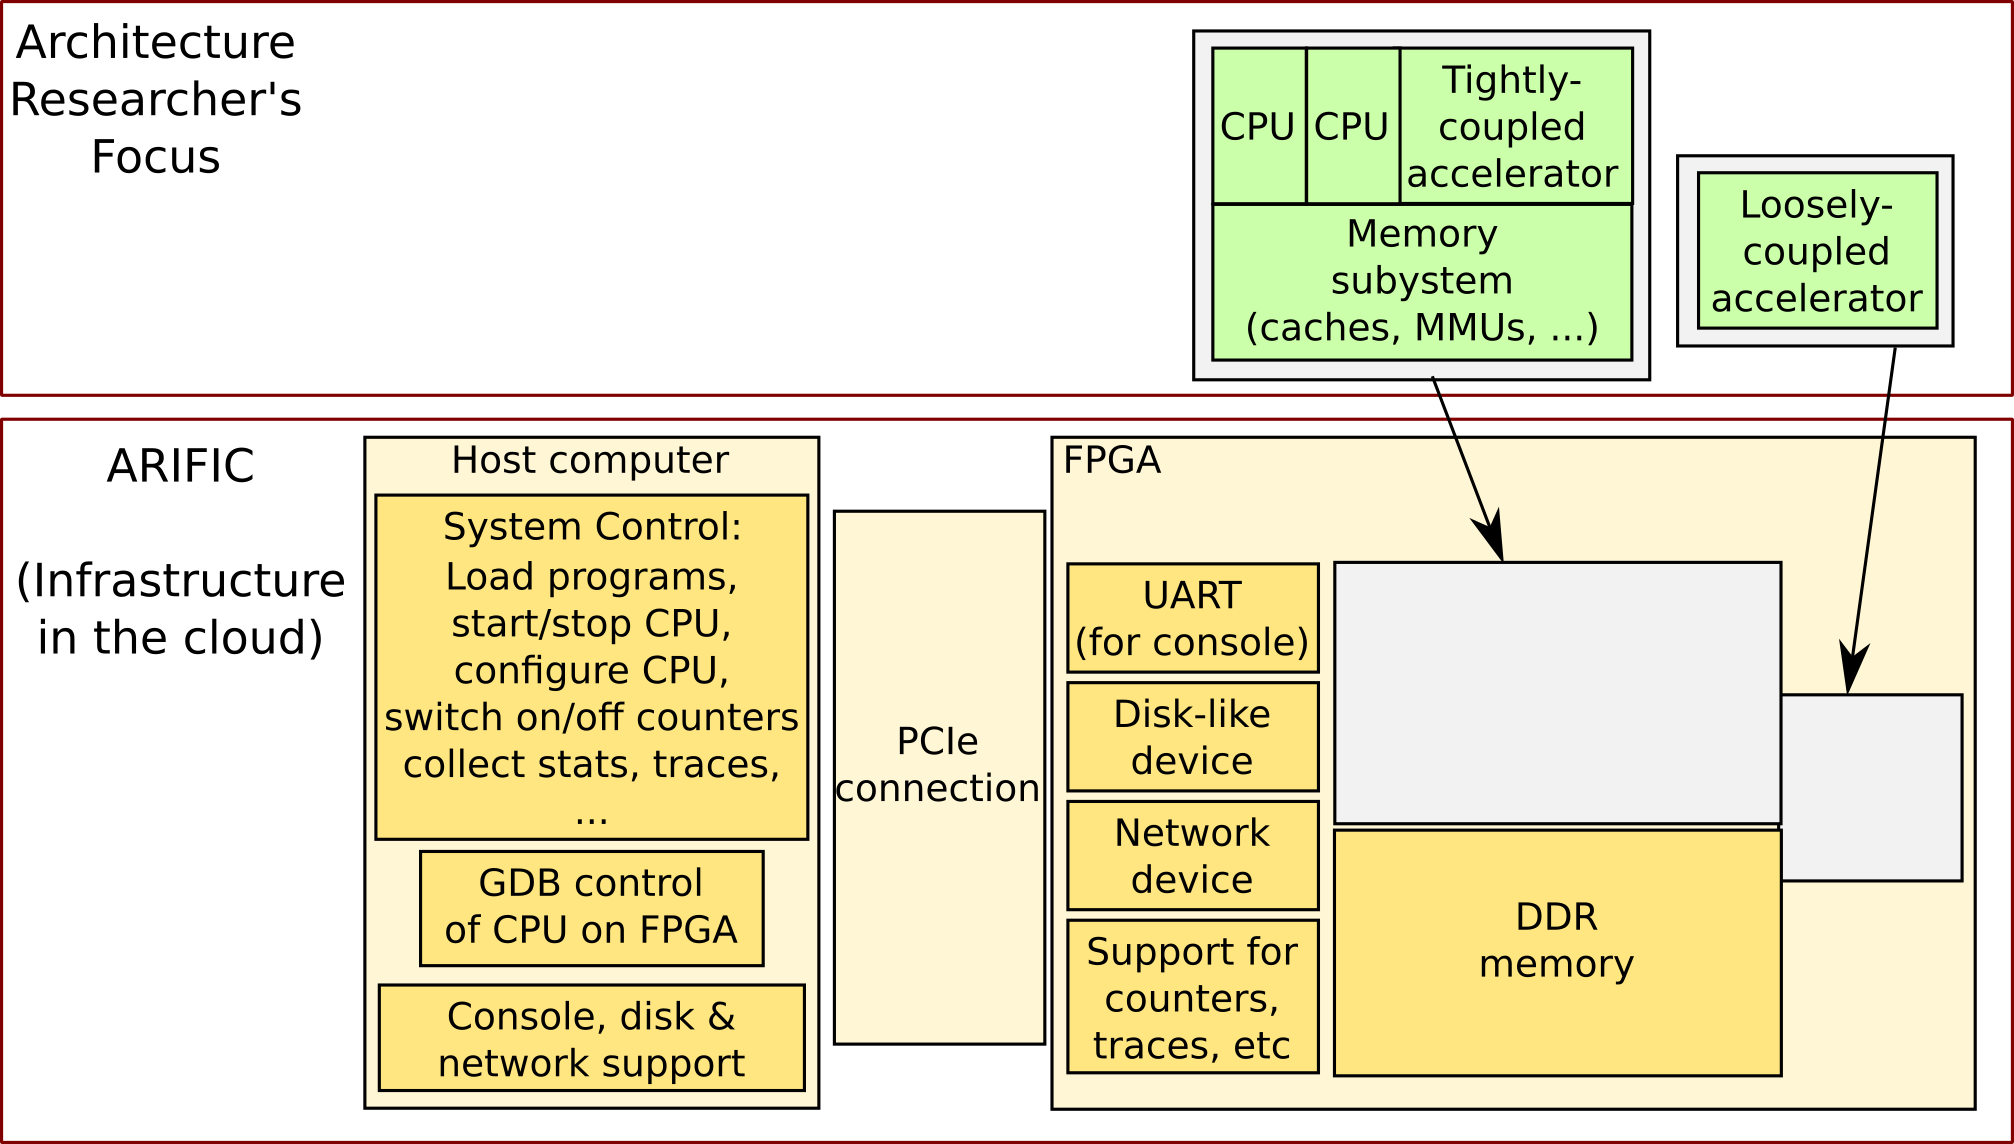 Architecture
Researcher's
Focus
CPU
CPU
Tightly-
coupled
accelerator
Memory
subystem
(caches, MMUs, ...)
Loosely-
coupled
accelerator
ARIFIC
(Infrastructure
in the cloud)
Host computer
System Control:
Load programs,
start/stop CPU,
configure CPU,
switch on/off counters
collect stats, traces,
...
GDB control
of CPU on FPGA
Console, disk &
network support
PCIe
connection
FPGA
UART
(for console)
Disk-like
device
Network
device
Support for
counters,
traces, etc
DDR
memory